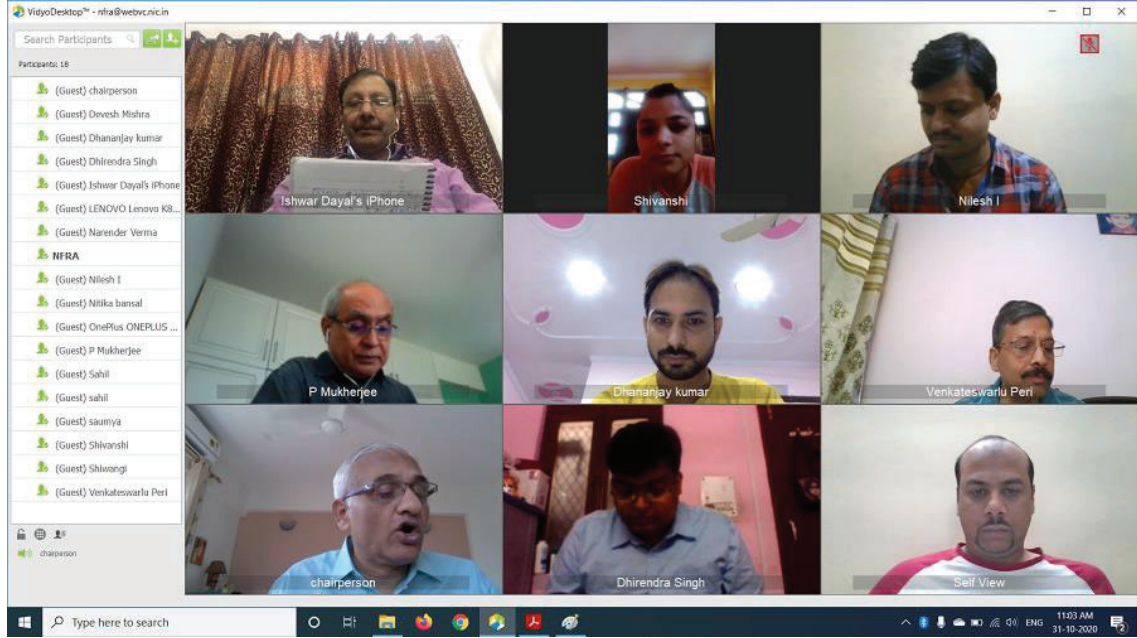 VidyoDesktop™ - nfra@webvc.nic.in
Search Participants
Participants: 18
(Guest) chairperson
(Guest) Devesh Mishra
(Guest) Dhananjay kumar
(Guest) Dhirendra Singh
(Guest) Ishwar Dayal's iPhone
(Guest) LENOVO Lenovo K8...
(Guest) Narender Verma
NFRA
(Guest) Nilesh I
(Guest) Nitika bansal
(Guest) OnePlus ONEPLUS ...
(Guest) P Mukherjee
(Guest) Sahil
(Guest) sahil
(Guest) saumya
(Guest) Shivanshi
(Guest) Shiwangi
(Guest) Venkateswarlu Peri
chairperson
Ishwar Dayal's iPhone
Shivanshi
Nilesh I
P Mukherjee
Dhananjay kumar
Venkateswarlu Peri
chairperson
Dhirendra Singh
Self View
Type here to search
ENG
11:03 AM
31-10-2020
2